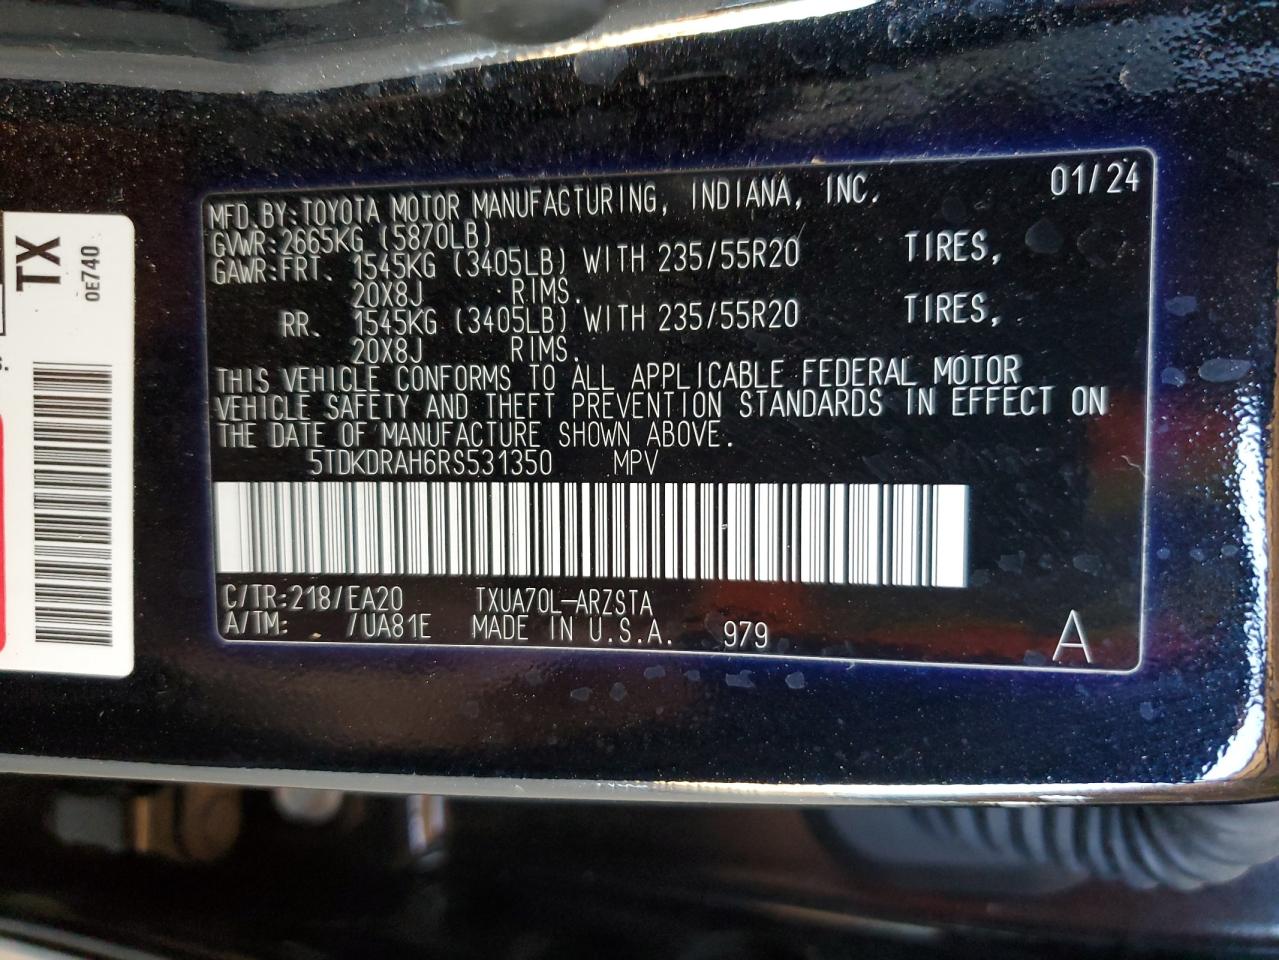 MFD. BY: TOYOTA MOTOR MANUFACTURING, INDIANA, INC. 01/24
GVWR: 2665KG (5870LB)
GAWR: FRT. 1545KG (3405LB) WITH 235/55R20 TIRES,
20X8J RIMS.
RR. 1545KG (3405LB) WITH 235/55R20 TIRES,
20X8J RIMS.
THIS VEHICLE CONFORMS TO ALL APPLICABLE FEDERAL MOTOR
VEHICLE SAFETY AND THEFT PREVENTION STANDARDS IN EFFECT ON
THE DATE OF MANUFACTURE SHOWN ABOVE.
5TDKDRAH6RS531350 MPV
C/TR: 218/EA20 TXUA70L-ARZSTA
A/TM: /UA81E MADE IN U.S.A. 979 A
TX
0E740